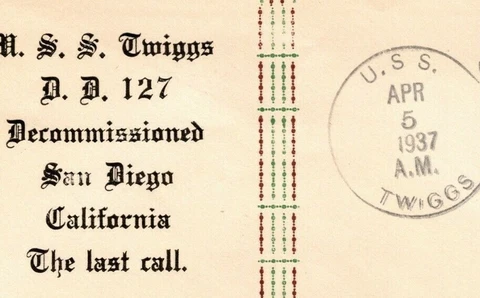 U. S. S. Twiggs
D. D. 127
Decommissioned
San Diego
California
The last call.
U.S.S.
APR
5
1937
A.M.
TWIGGS